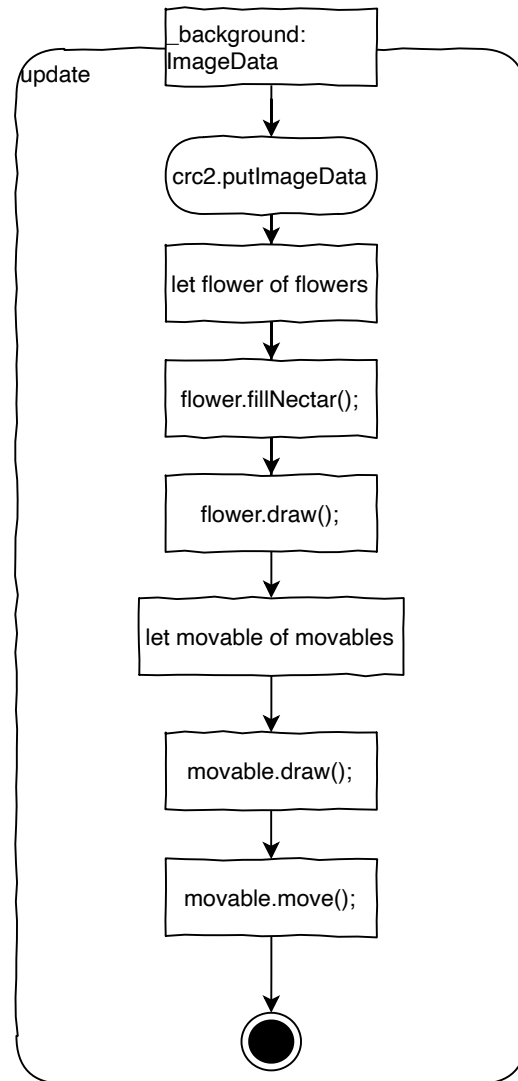 _background:
ImageData
update
crc2.putImageData
let flower of flowers
flower.fillNectar();
flower.draw();
let movable of movables
movable.draw();
movable.move();